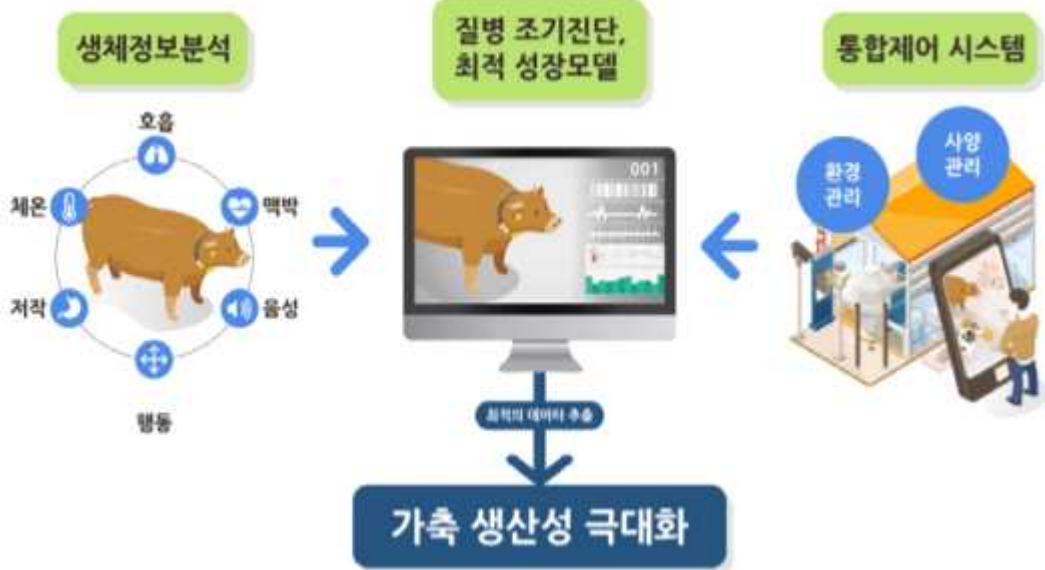 생체정보분석
질병 조기진단,
최적 성장모델
통합제어 시스템
호흡
체온
맥박
저작
음성
행동
001
환경
관리
사양
관리
최적의 데이터 추출
가축 생산성 극대화